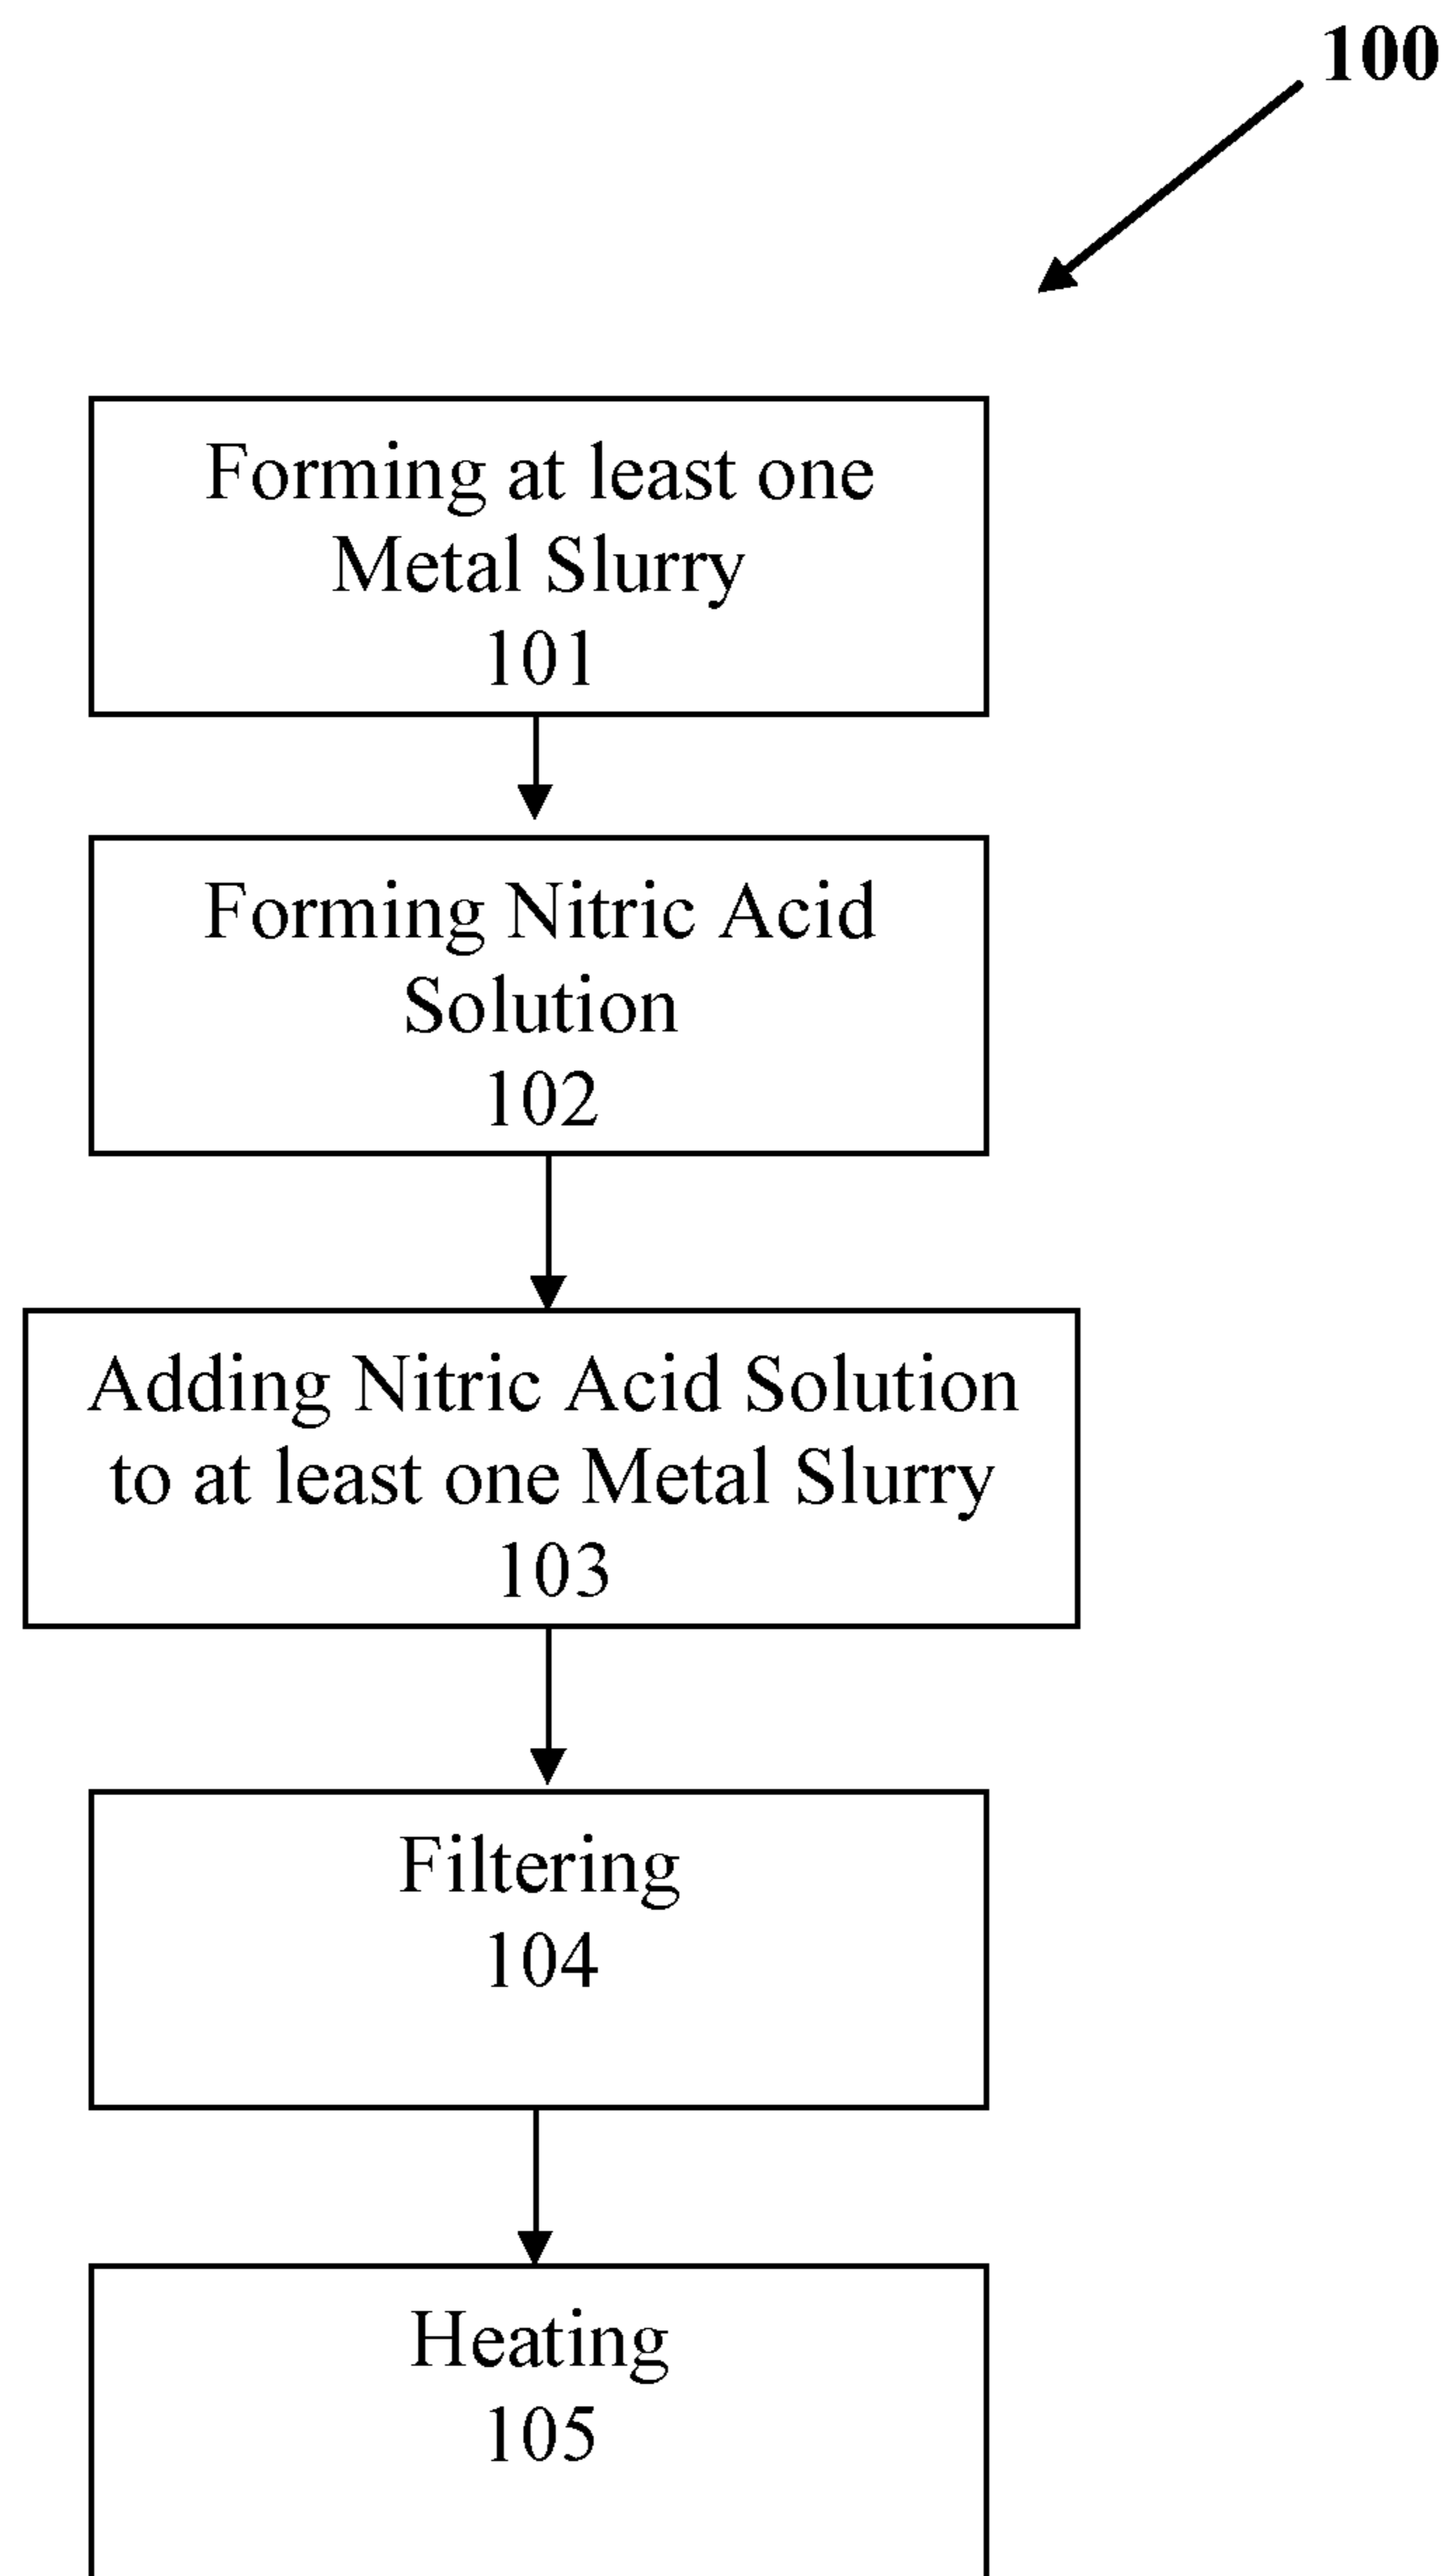 100
Forming at least one
Metal Slurry
101
Forming Nitric Acid
Solution
102
Adding Nitric Acid Solution
to at least one Metal Slurry
103
Filtering
104
Heating
105